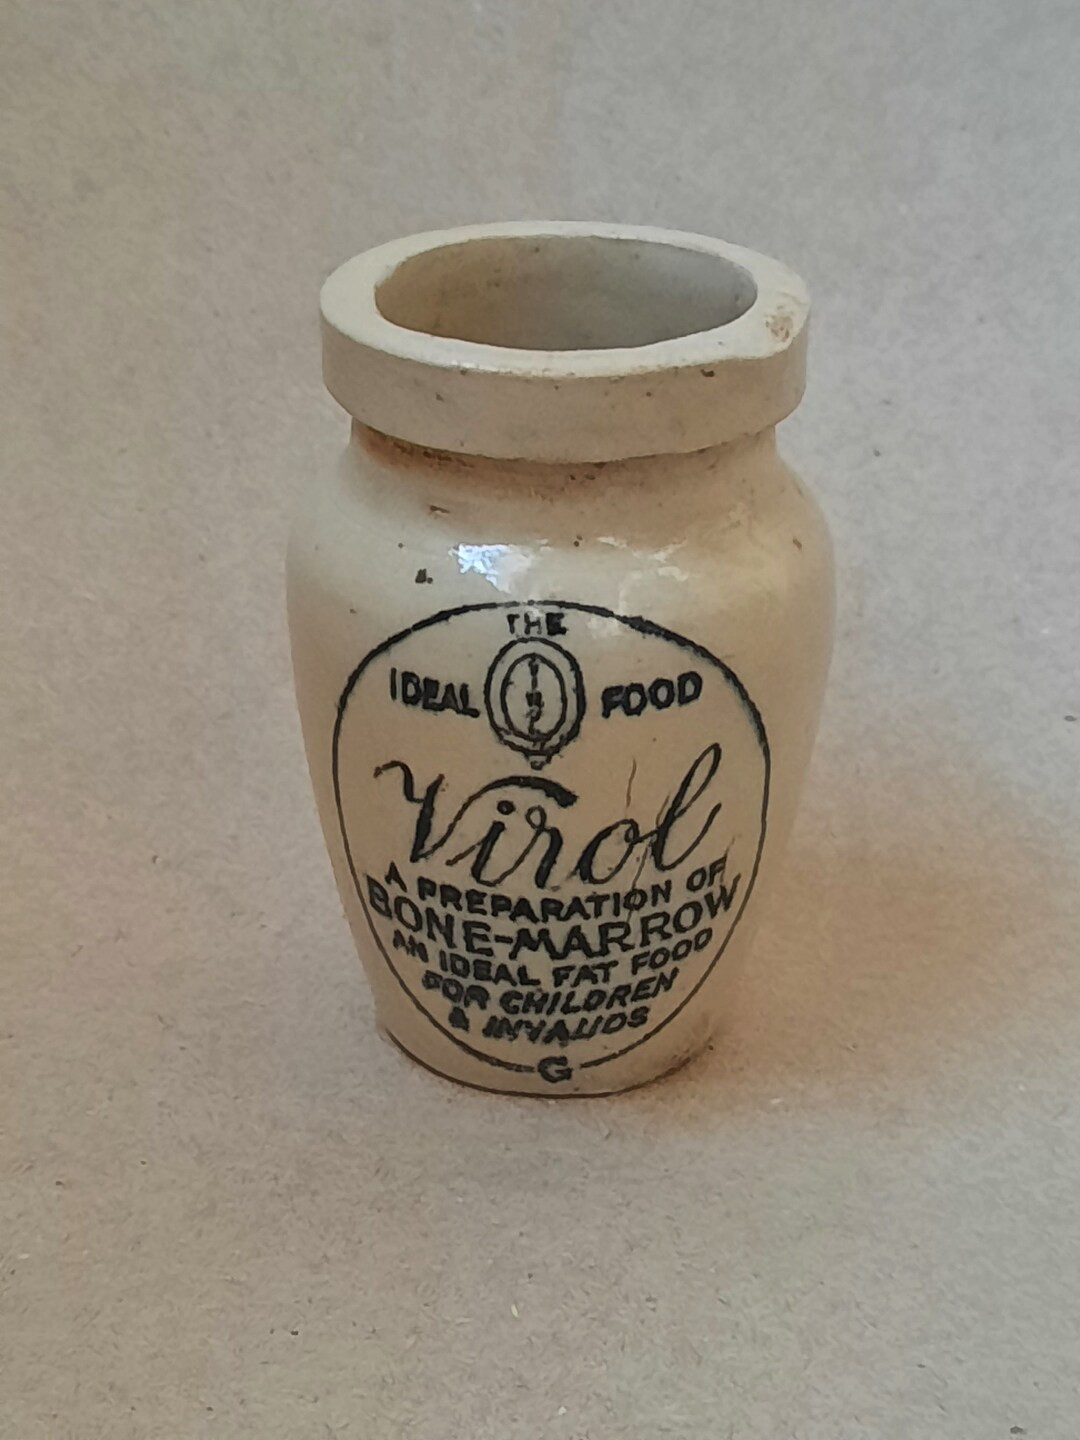 THE
IDEAL FOOD
Virol
A PREPARATION OF
BONE-MARROW
AN IDEAL FAT FOOD
FOR CHILDREN
& INVALIDS
G